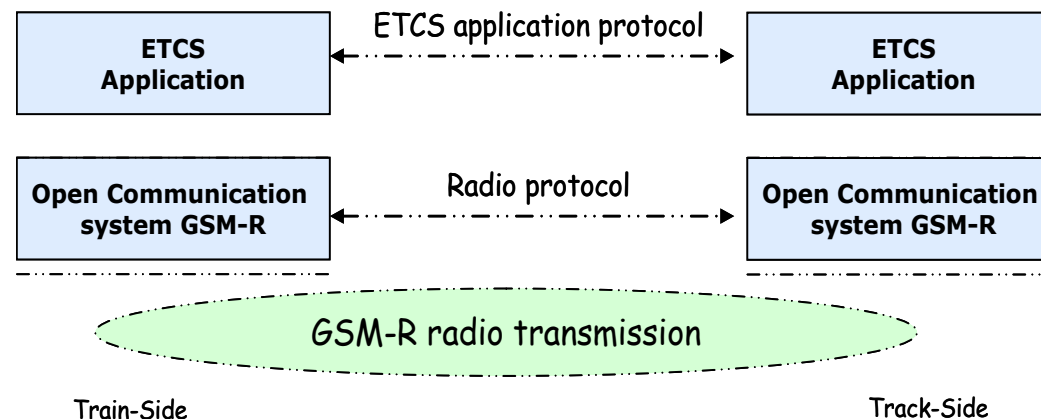 ETCS application protocol
ETCS
Application
ETCS
Application
Radio protocol
Open Communication
system GSM-R
Open Communication
system GSM-R
GSM-R radio transmission
Train-Side
Track-Side